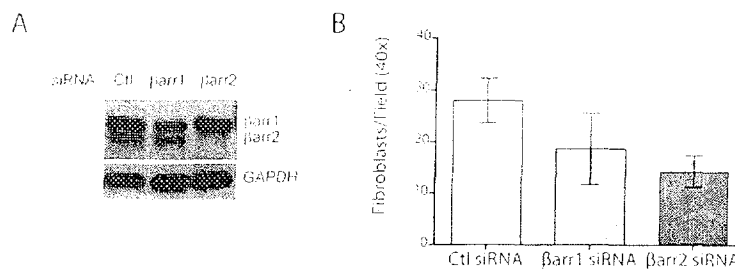 A
siRNA Ctl βarr1 βarr2
βarr1
βarr2
GAPDH
B
Fibroblasts/Field (40x)
40
30
20
10
0
Ctl siRNA βarr1 siRNA βarr2 siRNA